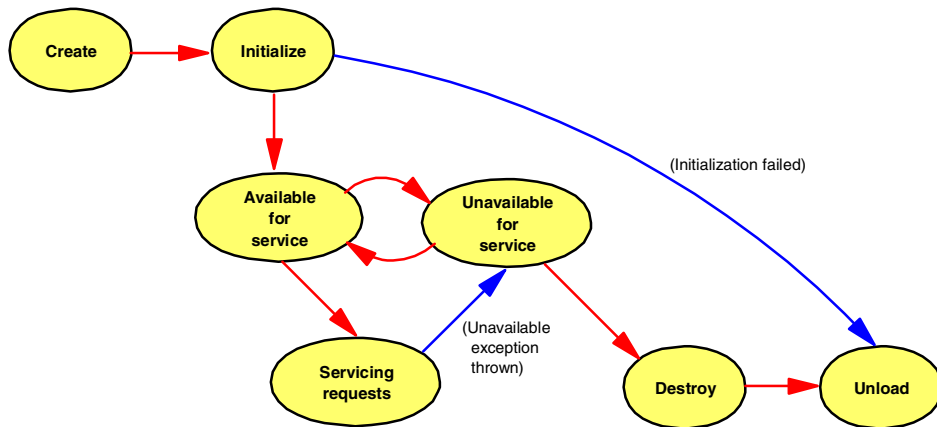 Create
Initialize
(Initialization failed)
Available
for
service
Unavailable
for
service
(Unavailable
exception
thrown)
Servicing
requests
Destroy
Unload